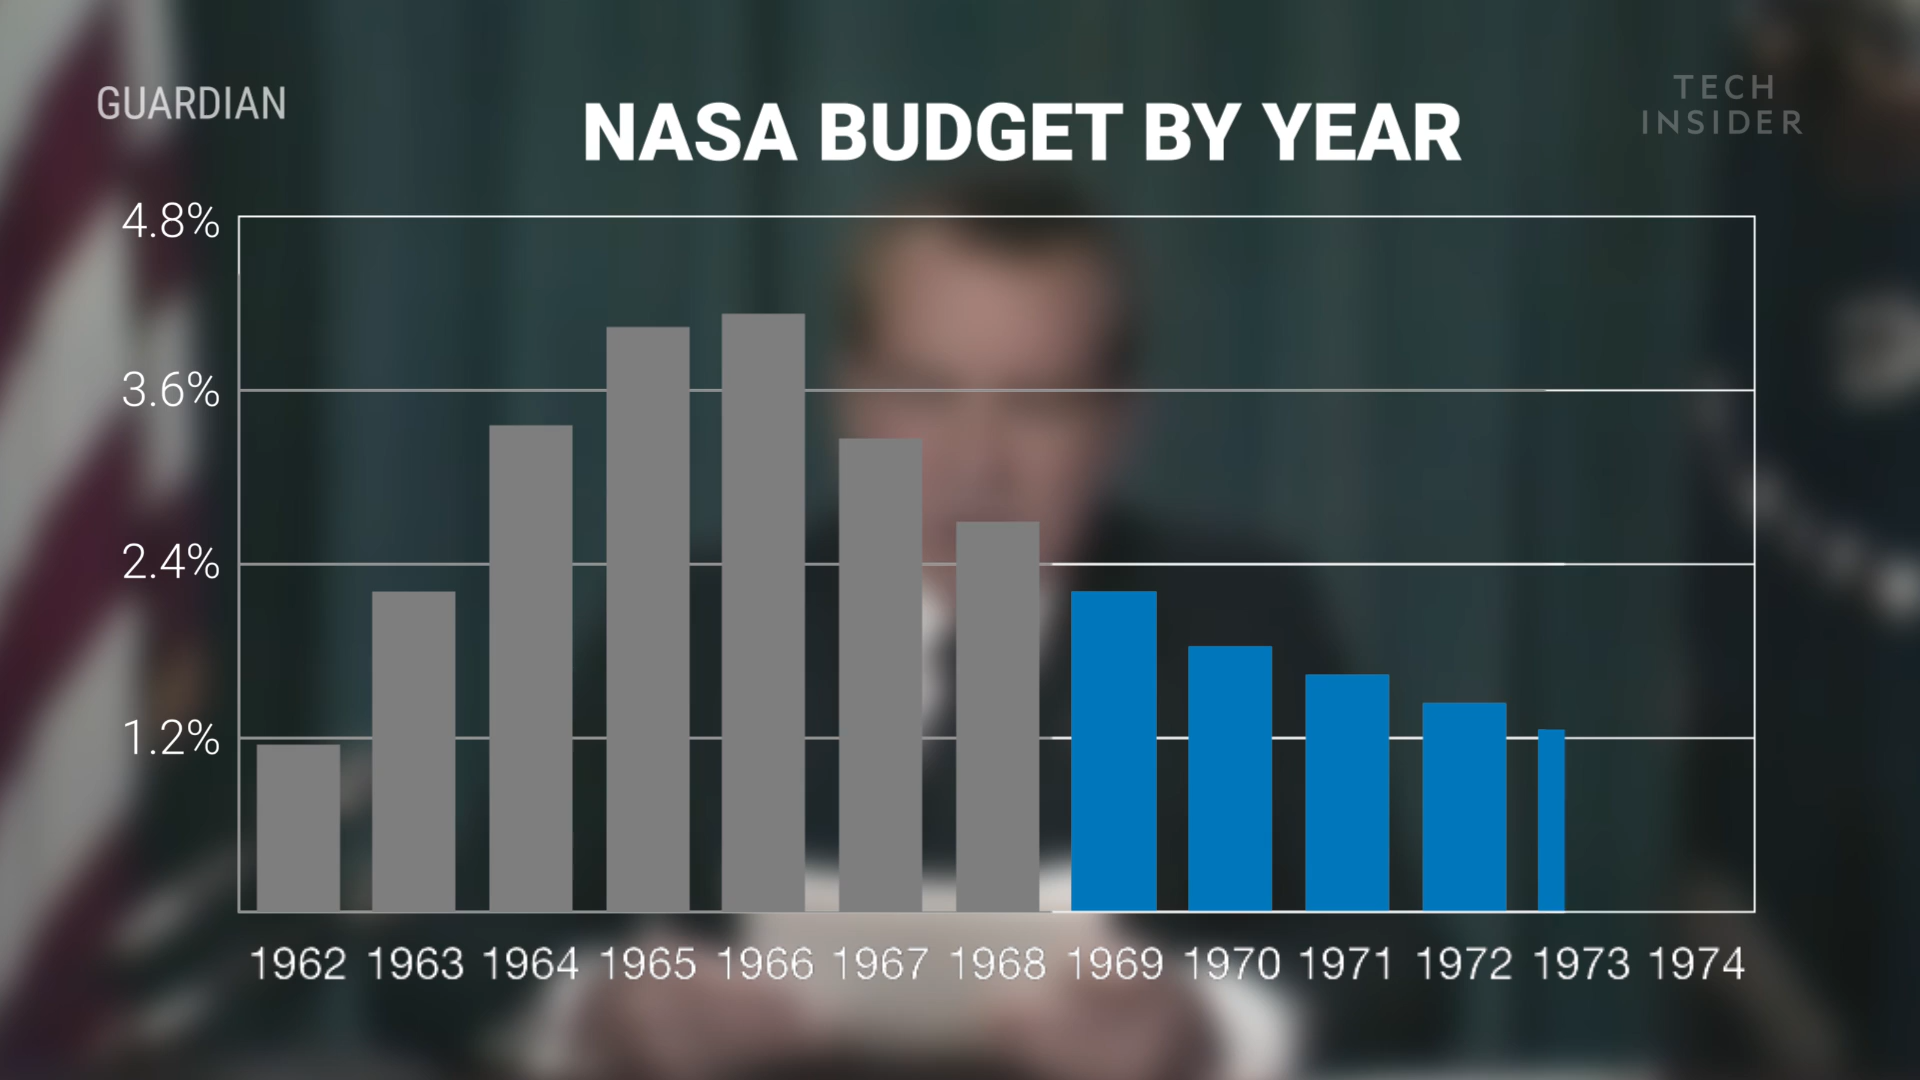 GUARDIAN
NASA BUDGET BY YEAR
TECH
INSIDER
4.8%
3.6%
2.4%
1.2%
1962 1963 1964 1965 1966 1967 1968 1969 1970 1971 1972 1973 1974